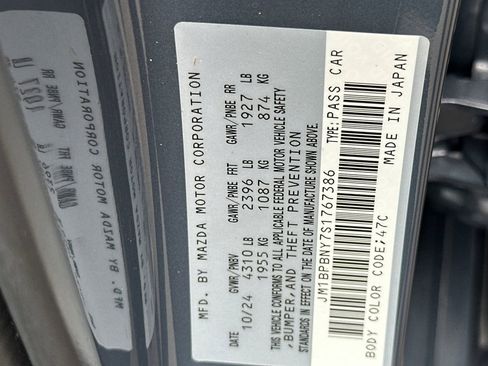 MFD. BY MAZDA MOTOR CORPORATION
GVWR/PNBV GAWR/PNBE FRT GAWR/PNBE RR
10/24 4310 LB 2396 LB 1927 LB
1955 KG 1087 KG 874 KG
THIS VEHICLE CONFORMS TO ALL APPLICABLE FEDERAL MOTOR VEHICLE SAFETY
,BUMPER,AND THEFT PREVENTION
STANDARDS IN EFFECT ON THE DATE OF MANUFACTURE SHOWN ABOVE.
JM1BPBNY7S1767386 TYPE:PASS CAR
BODY COLOR CODE;47C MADE IN JAPAN